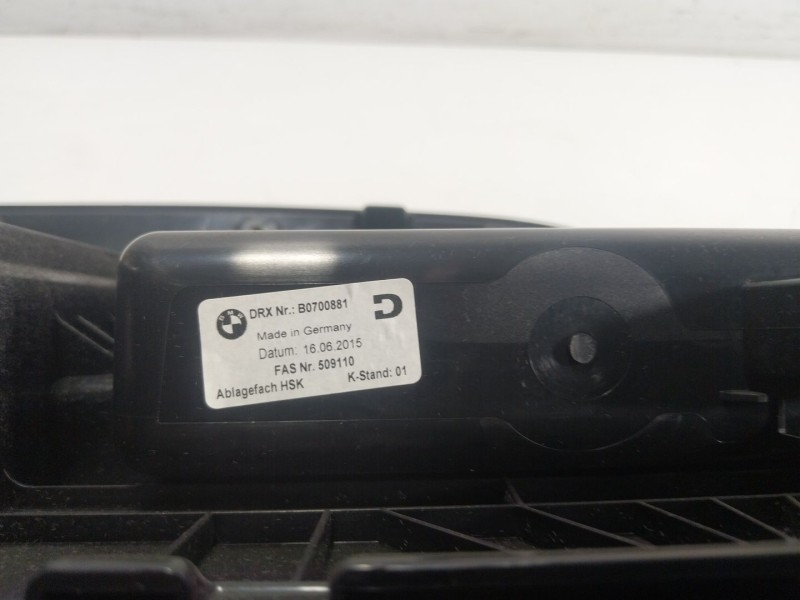 DRX Nr.: B0700881
Made in Germany
Datum: 16.06.2015
FAS Nr. 509110
Ablagefach HSK K-Stand: 01